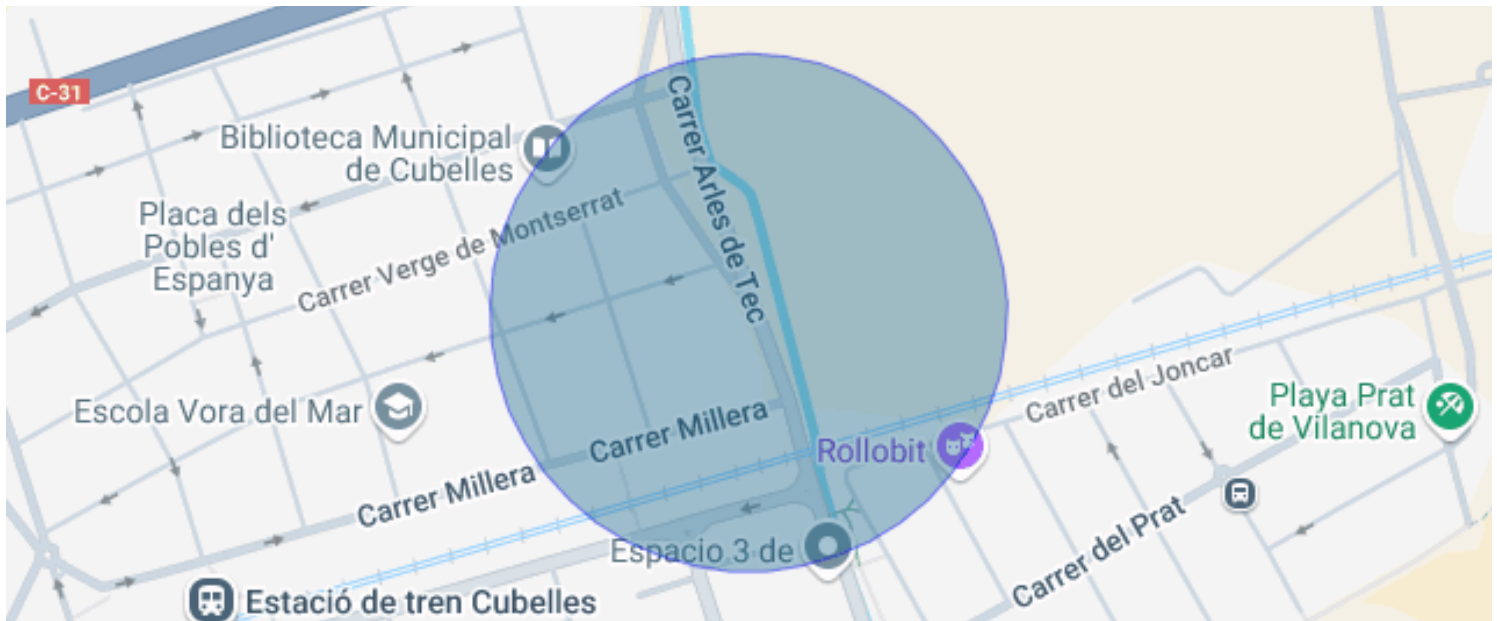 C-31
Biblioteca Municipal
de Cubelles
Carrer Arles de Tec
Placa dels
Pobles d'
Espanya
Carrer Verge de Montserrat
Escola Vora del Mar
Carrer Millera
Carrer Millera
Carrer del Joncar
Playa Prat
de Vilanova
Rollobit
Carrer del Prat
Espacio 3 de
Estació de tren Cubelles